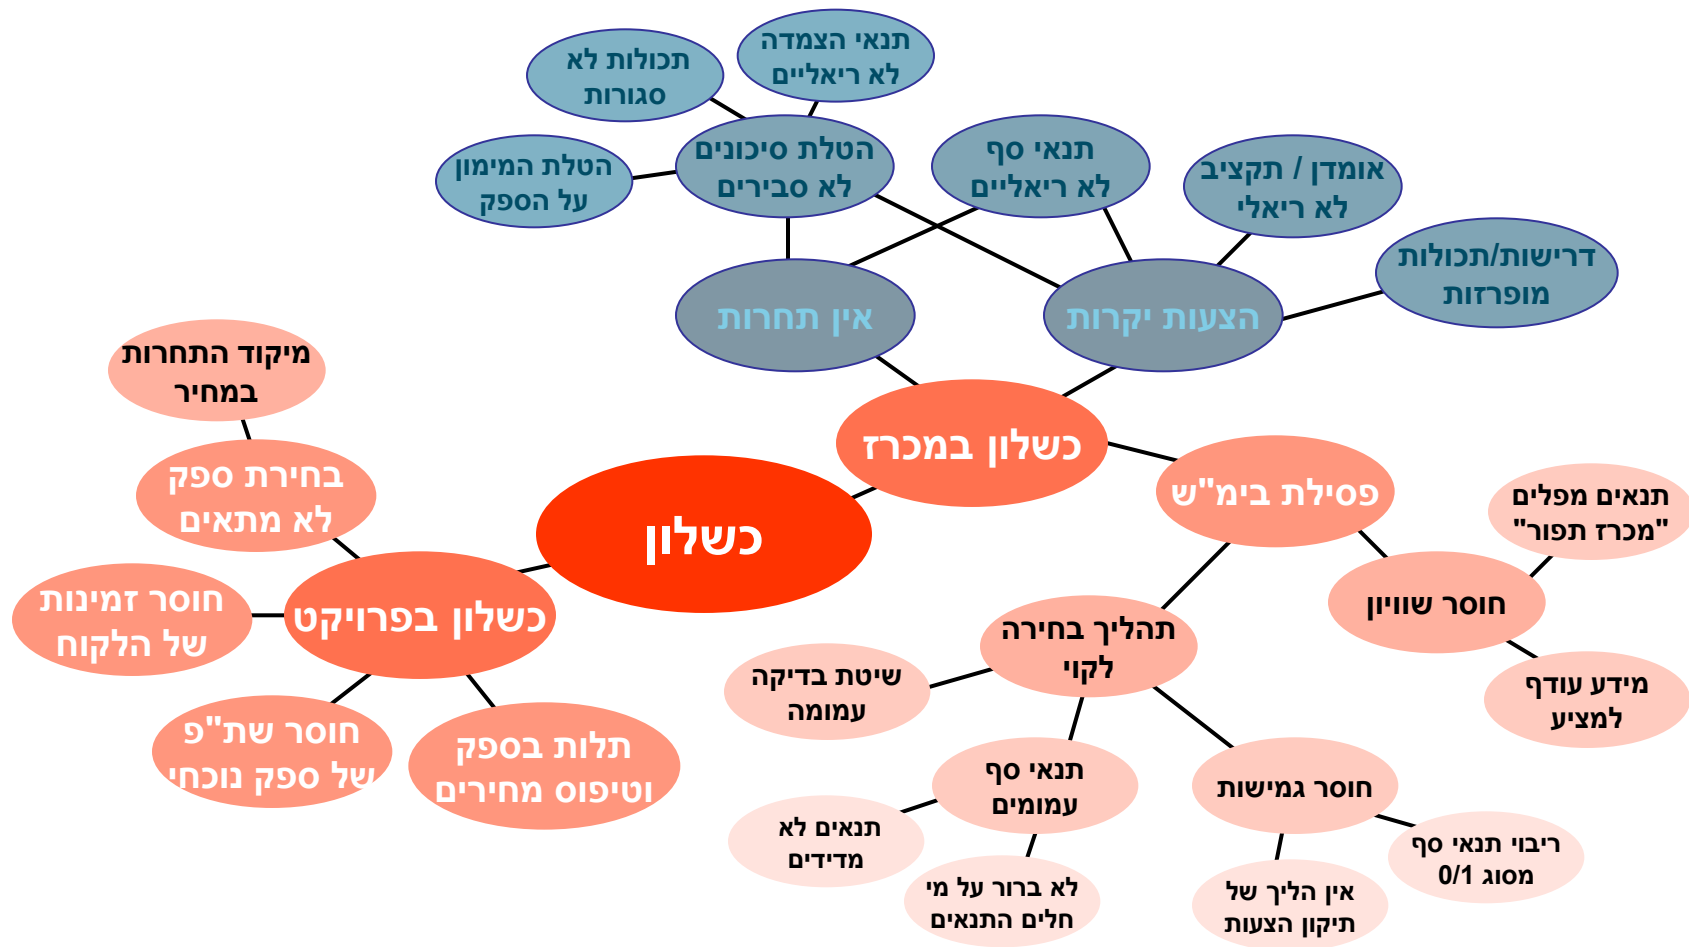 תנאי הצמדה
לא ריאליים
תכולות לא
סגורות
הטלת המימון
על הספק
הטלת סיכונים
לא סבירים
תנאי סף
לא ריאליים
אומדן / תקציב
לא ריאלי
דרישות/תכולות
מופרזות
הצעות יקרות
אין תחרות
כשלון במכרז
כשלון
פסילת בימ"ש
תנאים מפלים
"מכרז תפור"
חוסר שוויון
מידע עודף
למציע
תהליך בחירה
לקוי
שיטת בדיקה
עמומה
תנאי סף
עמומים
תנאים לא
מדידים
לא ברור על מי
חלים התנאים
חוסר גמישות
ריבוי תנאי סף
מסוג 0/1
אין הליך של
תיקון הצעות
מיקוד התחרות
במחיר
בחירת ספק
לא מתאים
כשלון בפרויקט
חוסר זמינות
של הלקוח
חוסר שת"פ
של ספק נוכחי
תלות בספק
וטיפוס מחירים